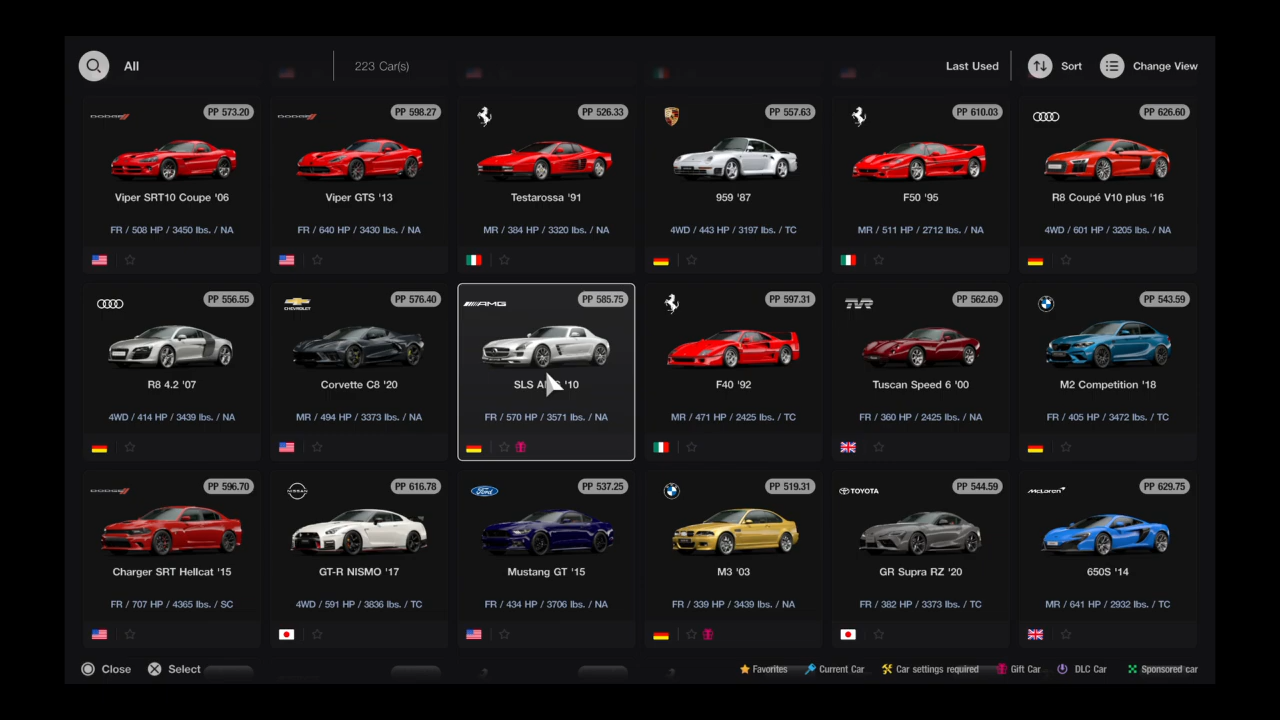 All
223 Car(s)
Last Used
Sort
Change View
PP 573.20
PP 598.27
PP 526.33
PP 557.63
PP 610.03
PP 626.60
Viper SRT10 Coupe '06
Viper GTS '13
Testarossa '91
959 '87
F50 '95
R8 Coupé V10 plus '16
FR / 508 HP / 3450 lbs. / NA
FR / 640 HP / 3430 lbs. / NA
MR / 384 HP / 3320 lbs. / NA
4WD / 443 HP / 3197 lbs. / TC
MR / 511 HP / 2712 lbs. / NA
4WD / 601 HP / 3205 lbs. / NA
PP 556.55
CHEVROLET
PP 576.40
AMG
PP 585.75
PP 597.31
TVR
PP 562.69
PP 543.59
R8 4.2 '07
Corvette C8 '20
SLS '10
F40 '92
Tuscan Speed 6 '00
M2 Competition '18
4WD / 414 HP / 3439 lbs. / NA
MR / 494 HP / 3373 lbs. / NA
FR / 570 HP / 3571 lbs. / NA
MR / 471 HP / 2425 lbs. / TC
FR / 360 HP / 2425 lbs. / NA
FR / 405 HP / 3472 lbs. / TC
PP 596.70
NISSAN
PP 616.78
Ford
PP 537.25
PP 519.31
TOYOTA
PP 544.59
McLaren
PP 629.75
Charger SRT Hellcat '15
GT-R NISMO '17
Mustang GT '15
M3 '03
GR Supra RZ '20
650S '14
FR / 707 HP / 4365 lbs. / SC
4WD / 591 HP / 3836 lbs. / TC
FR / 434 HP / 3706 lbs. / NA
FR / 339 HP / 3439 lbs. / NA
FR / 382 HP / 3373 lbs. / TC
MR / 641 HP / 2932 lbs. / TC
Close
Select
Favorites
Current Car
Car settings required
Gift Car
DLC Car
Sponsored car